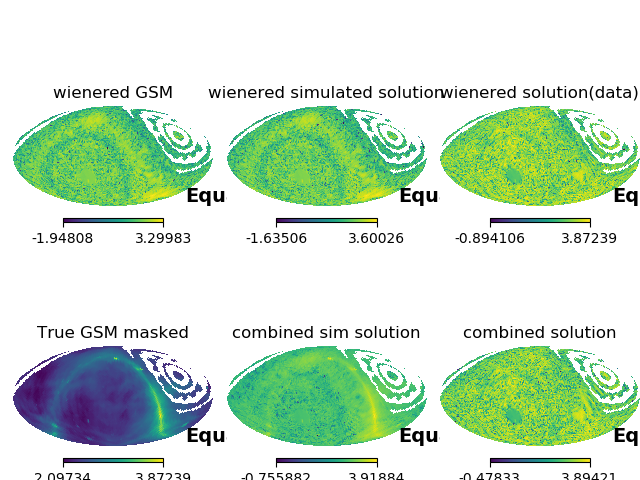 wienered GSM
wienered simulated solution
wienered solution(data)
Equ
Equ
Eq
-1.94808 3.29983
-1.63506 3.60026
-0.894106 3.87239
True GSM masked
combined sim solution
combined solution
Equ
Equ
Eq
2.09734 3.87239
-0.755882 3.91884
-0.47833 3.89421